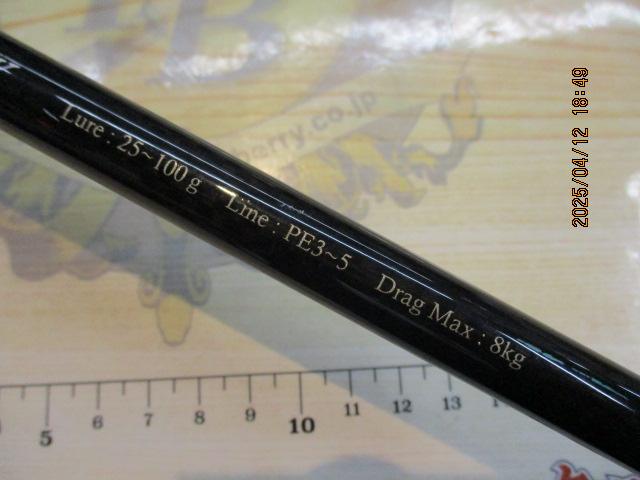 Lure : 25~100 g Line : PE3~5 Drag Max : 8kg
2025/04/12 18:49
berry.co.jp
5 6 7 8 9 10 11 12 13